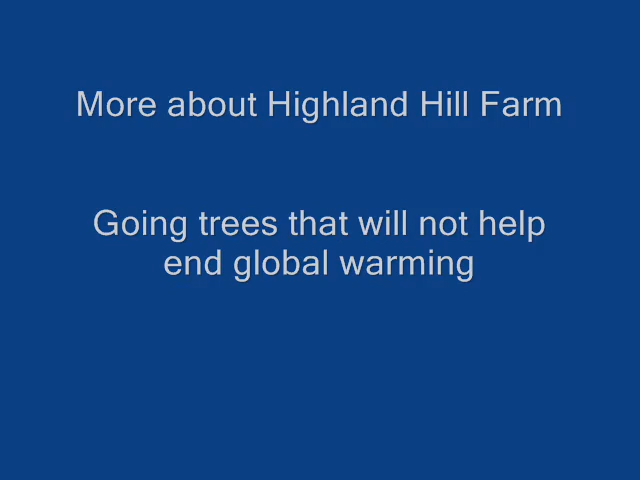 More about Highland Hill Farm
Going trees that will not help
end global warming